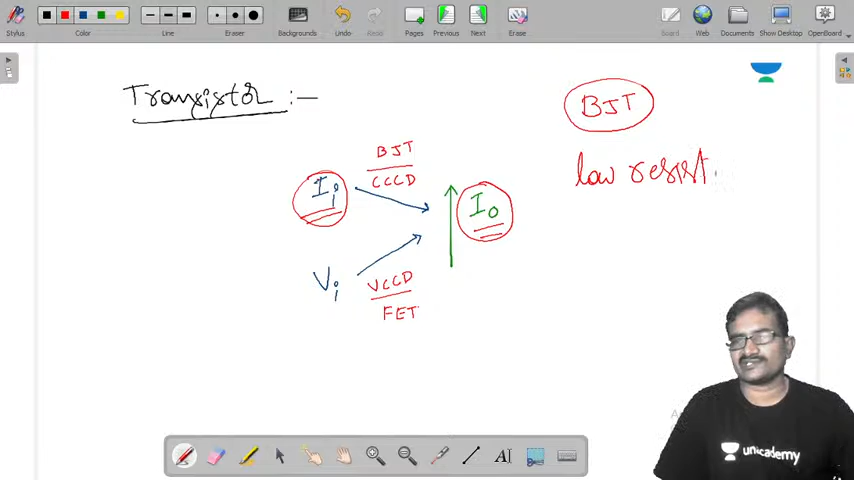 Stylus
Color
Line
Eraser
Backgrounds
Undo
Redo
Pages
Previous
Next
Erase
Board
Web
Documents
Show Desktop
OpenBoard
Transistor :-
BJT
BJT
CCCD
low resist
Ii
Io
Vi
VCCD
FET
unacademy